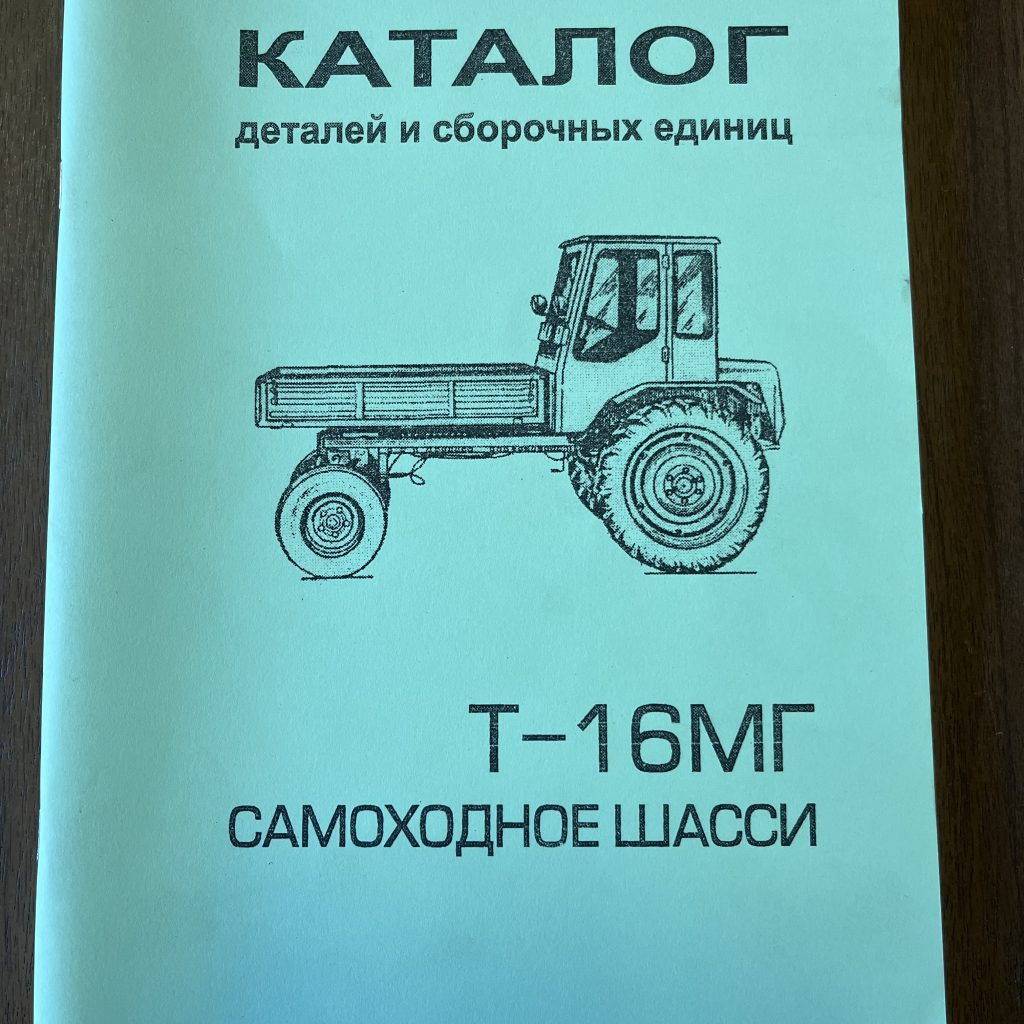 КАТАЛОГ
деталей и сборочных единиц
Т-16МГ
САМОХОДНОЕ ШАССИ